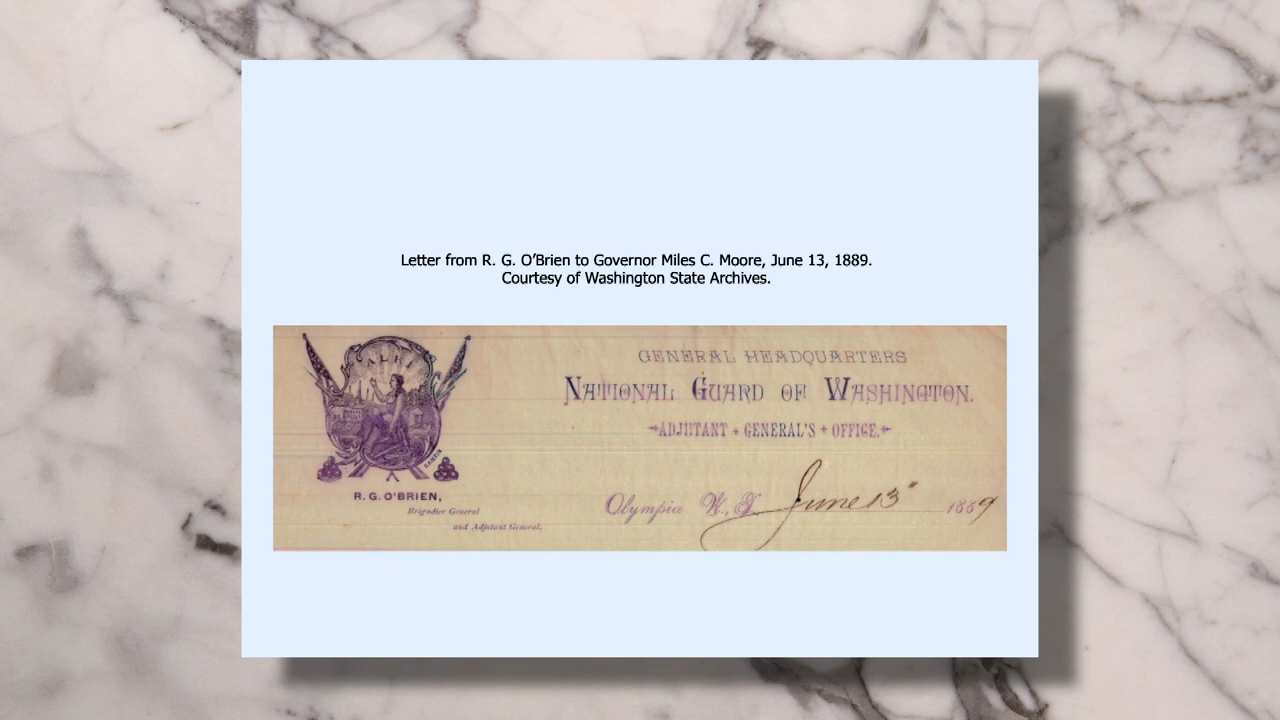 Letter from R. G. O’Brien to Governor Miles C. Moore, June 13, 1889.
Courtesy of Washington State Archives.
GENERAL HEADQUARTERS
NATIONAL GUARD OF WASHINGTON.
ADJUTANT + GENERAL'S + OFFICE.
R. G. O'BRIEN,
Brigadier General
and Adjutant General.
Olympia W. T. June 13" 1889